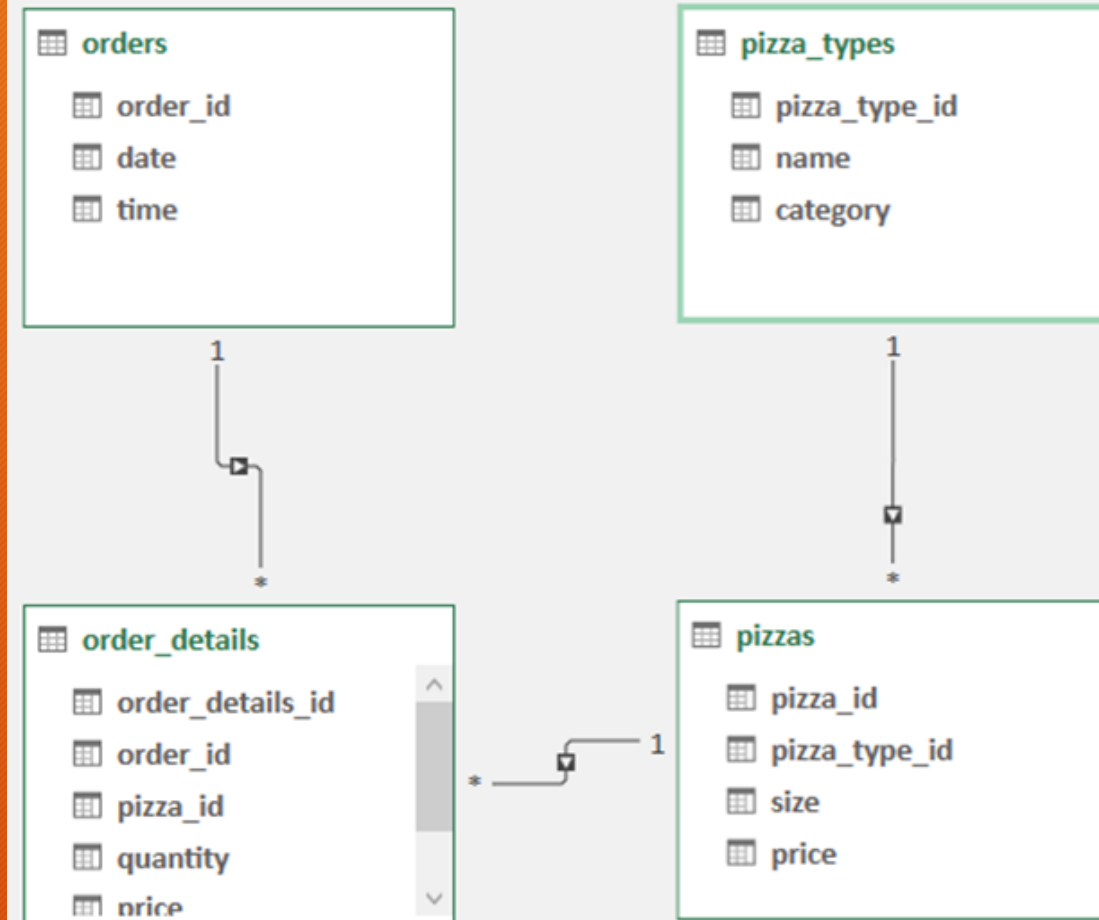 orders
order_id
date
time
pizza_types
pizza_type_id
name
category
1
*
1
*
order_details
order_details_id
order_id
pizza_id
quantity
price
*
1
pizzas
pizza_id
pizza_type_id
size
price